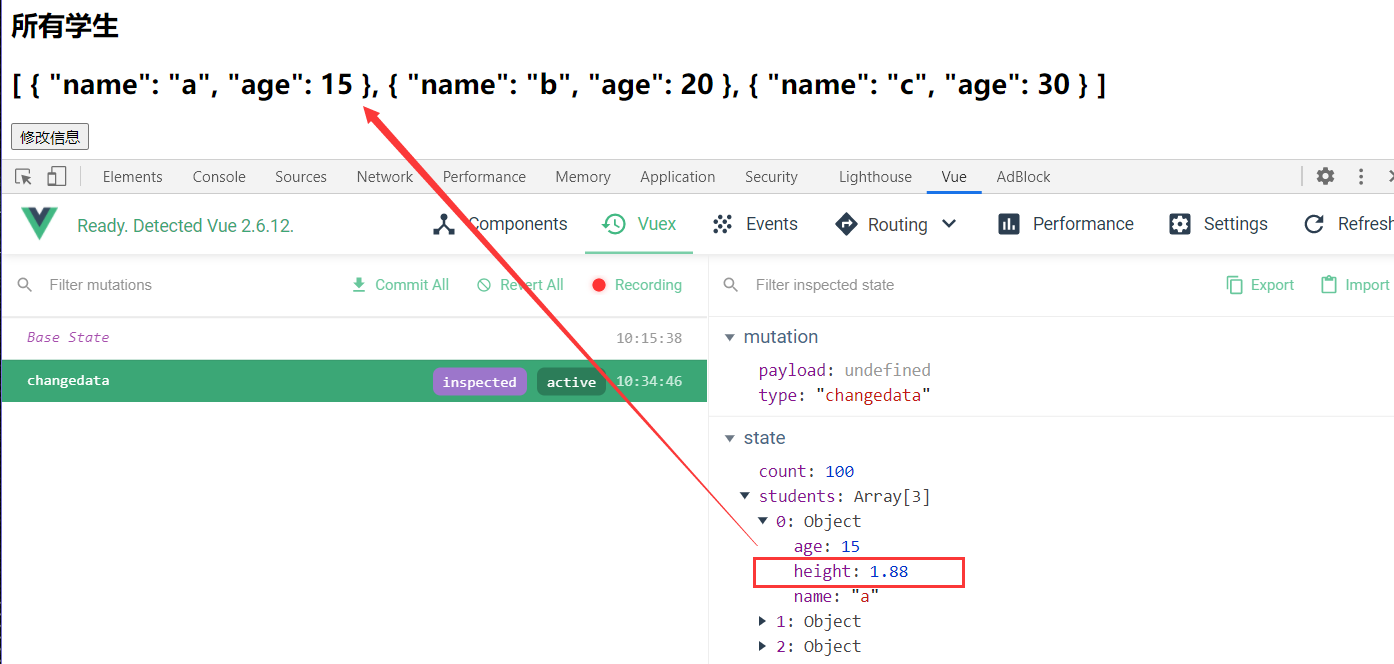 所有学生
[ { "name": "a", "age": 15 }, { "name": "b", "age": 20 }, { "name": "c", "age": 30 } ]
修改信息
Elements Console Sources Network Performance Memory Application Security Lighthouse Vue AdBlock
Ready. Detected Vue 2.6.12. Components Vuex Events Routing Performance Settings Refresh
Filter mutations Commit All Revert All Recording Filter inspected state Export Import
Base State 10:15:38
changedata inspected active 10:34:46
mutation
payload: undefined
type: "changedata"
state
count: 100
students: Array[3]
0: Object
age: 15
height: 1.88
name: "a"
1: Object
2: Object